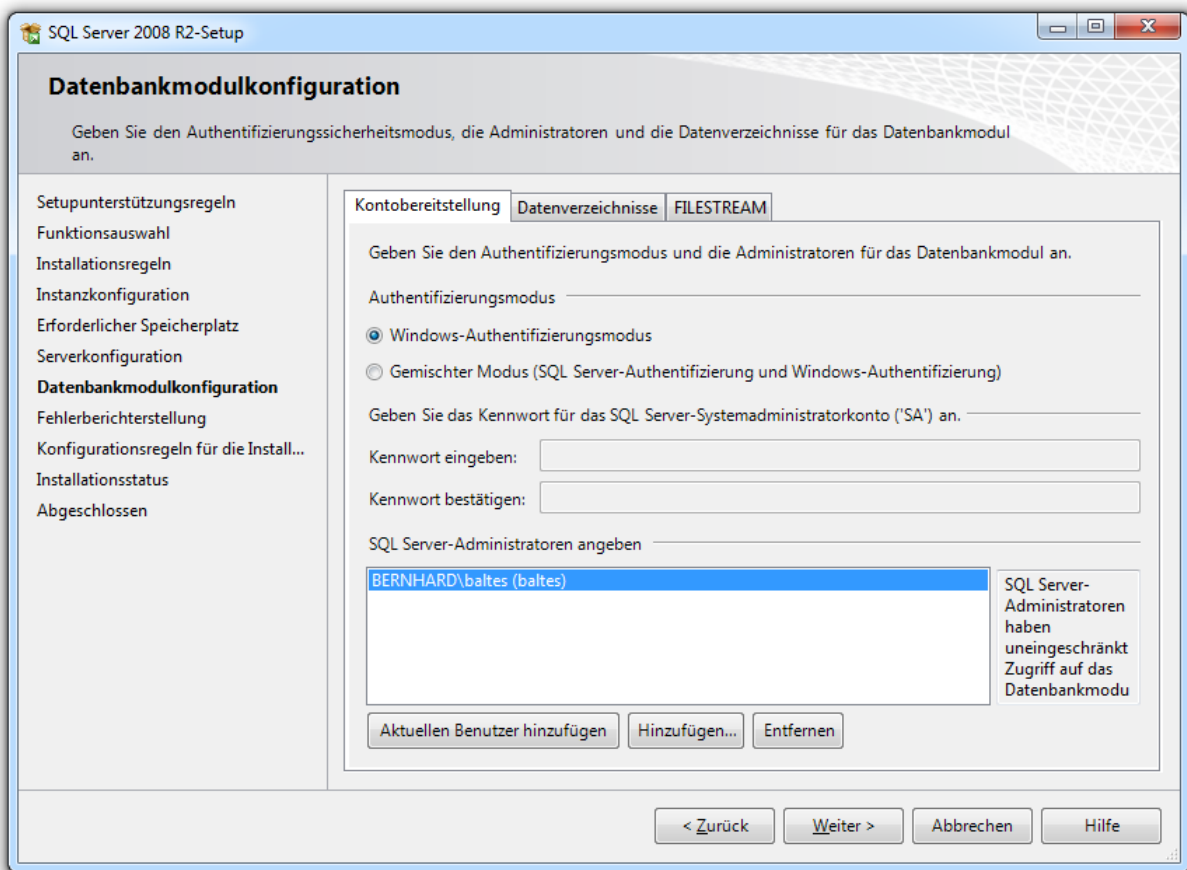 SQL Server 2008 R2-Setup
Datenbankmodulkonfiguration
Geben Sie den Authentifizierungssicherheitsmodus, die Administratoren und die Datenverzeichnisse für das Datenbankmodul
an.
Setupunterstützungsregeln
Funktionsauswahl
Installationsregeln
Instanzkonfiguration
Erforderlicher Speicherplatz
Serverkonfiguration
Datenbankmodulkonfiguration
Fehlerberichterstellung
Konfigurationsregeln für die Install...
Installationsstatus
Abgeschlossen
Kontobereitstellung
Datenverzeichnisse
FILESTREAM
Geben Sie den Authentifizierungsmodus und die Administratoren für das Datenbankmodul an.
Authentifizierungsmodus
Windows-Authentifizierungsmodus
Gemischter Modus (SQL Server-Authentifizierung und Windows-Authentifizierung)
Geben Sie das Kennwort für das SQL Server-Systemadministratorkonto ('SA') an.
Kennwort eingeben:
Kennwort bestätigen:
SQL Server-Administratoren angeben
BERNHARD\baltes (baltes)
SQL Server-
Administratoren
haben
uneingeschränkt
Zugriff auf das
Datenbankmodu
Aktuellen Benutzer hinzufügen
Hinzufügen...
Entfernen
< Zurück
Weiter >
Abbrechen
Hilfe